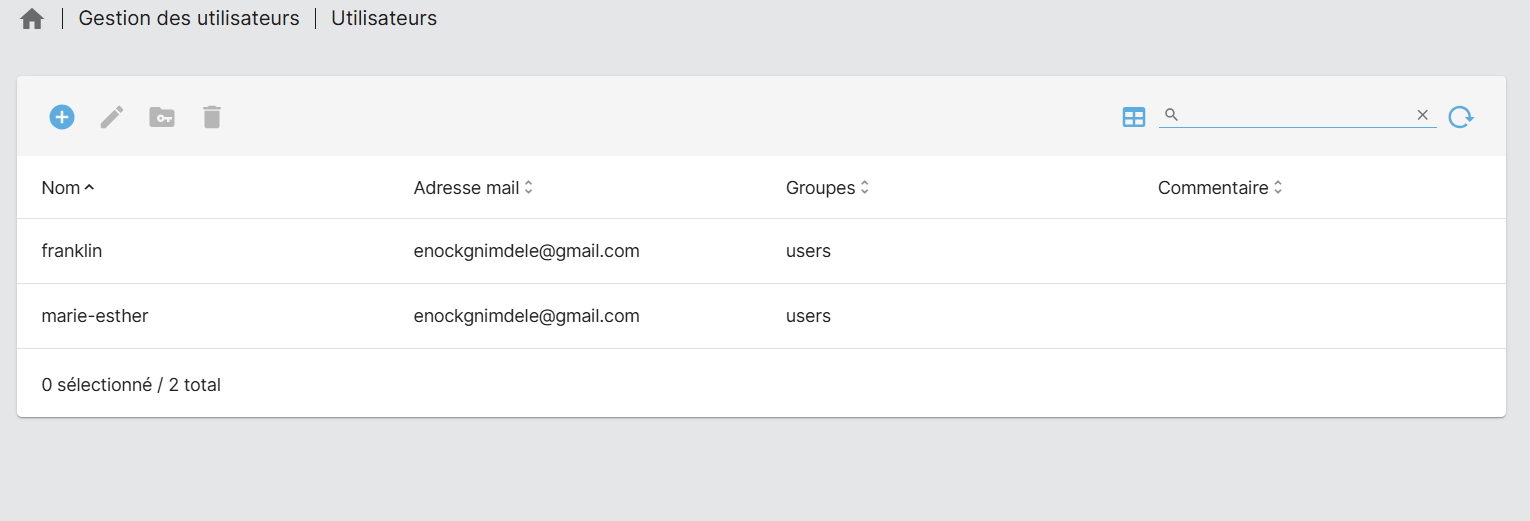 Gestion des utilisateurs | Utilisateurs
Nom Adresse mail Groupes Commentaire
franklin enockgnimdele@gmail.com users
marie-esther enockgnimdele@gmail.com users
0 sélectionné / 2 total